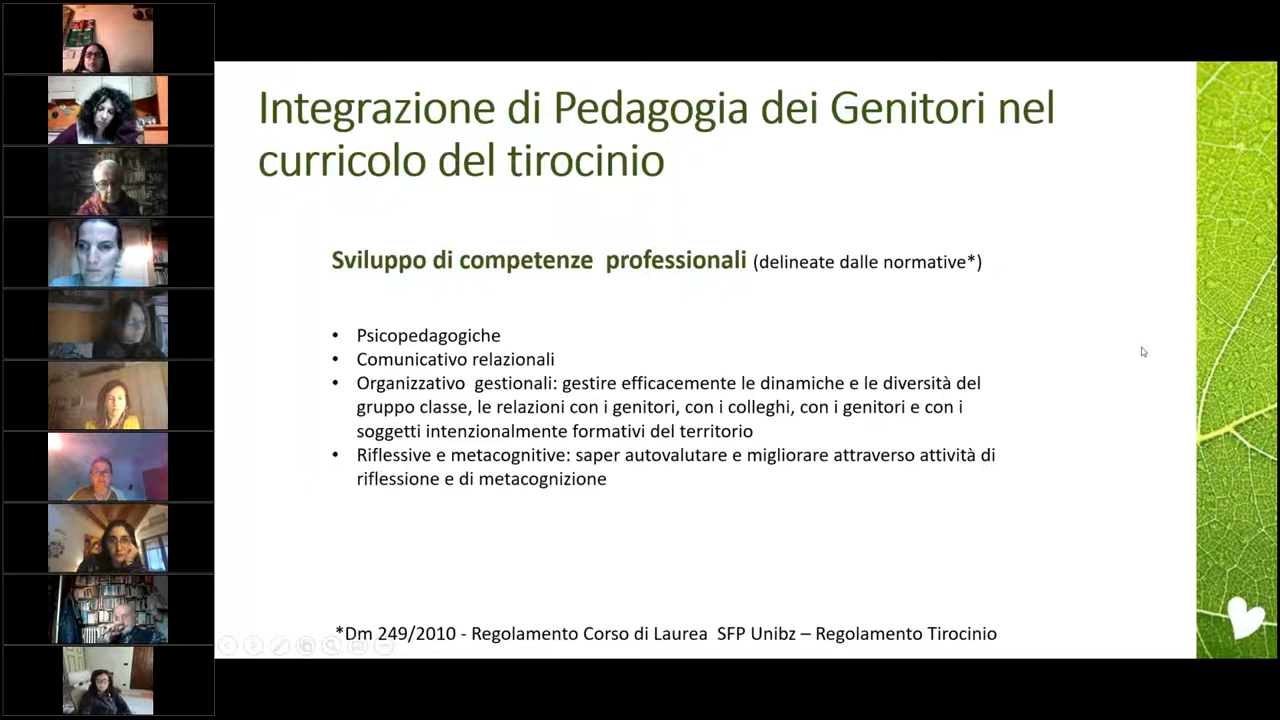 Integrazione di Pedagogia dei Genitori nel
curricolo del tirocinio
Sviluppo di competenze professionali (delineate dalle normative*)
• Psicopedagogiche
• Comunicativo relazionali
• Organizzativo gestionali: gestire efficacemente le dinamiche e le diversità del
gruppo classe, le relazioni con i genitori, con i colleghi, con i genitori e con i
soggetti intenzionalmente formativi del territorio
• Riflessive e metacognitive: saper autovalutare e migliorare attraverso attività di
riflessione e di metacognizione
*Dm 249/2010 - Regolamento Corso di Laurea SFP Unibz – Regolamento Tirocinio